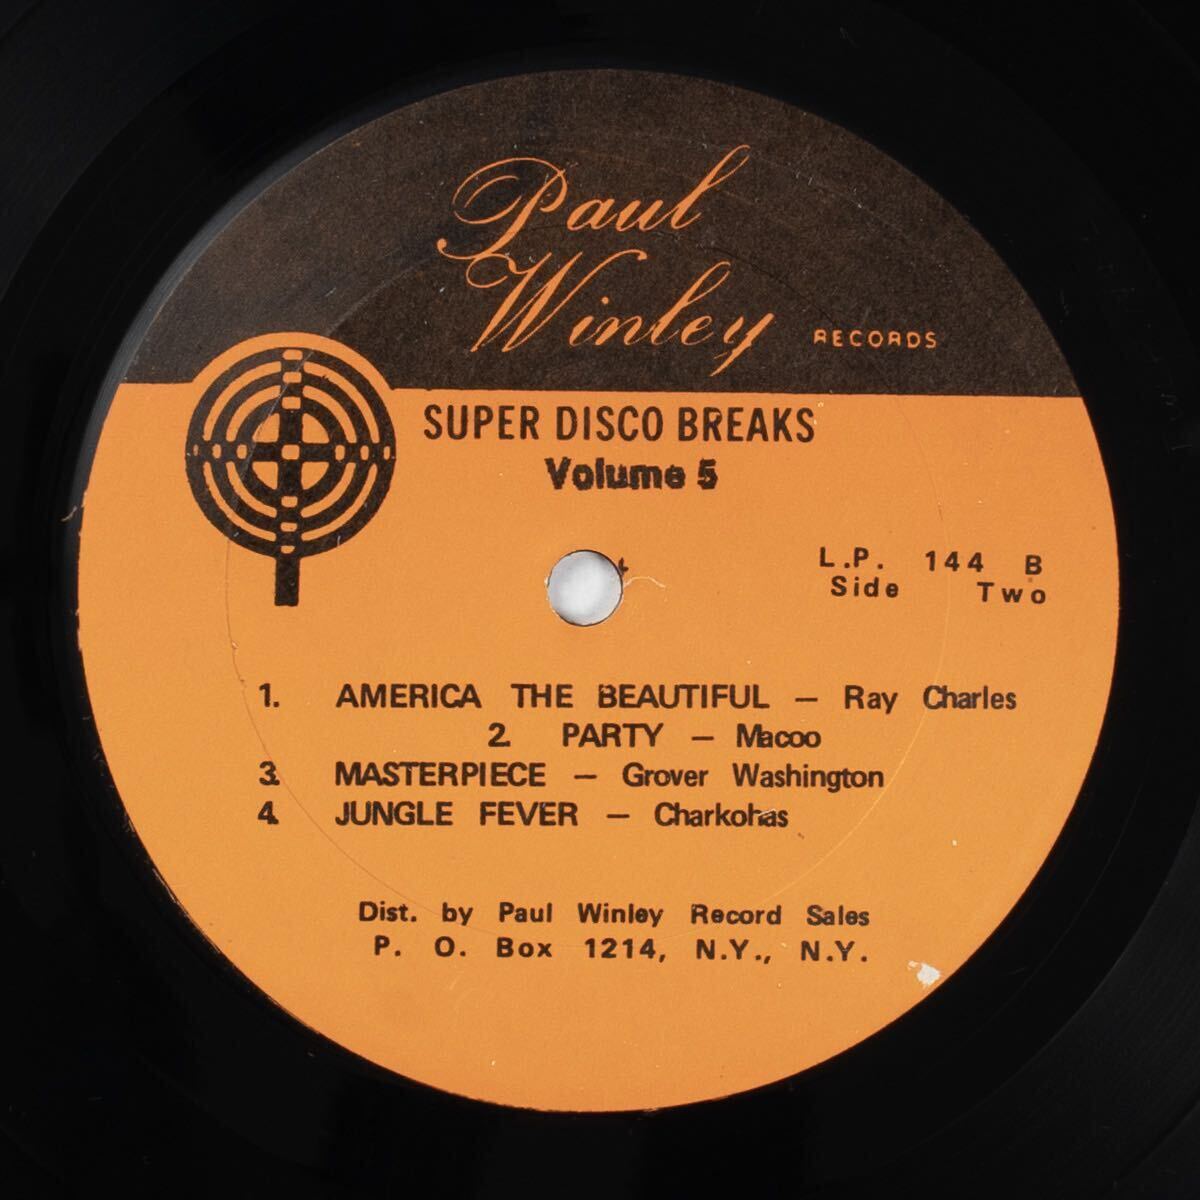 Paul
Winley RECORDS
SUPER DISCO BREAKS
Volume 5
L.P. 144 B
Side Two
1. AMERICA THE BEAUTIFUL – Ray Charles
2. PARTY – Macoo
3. MASTERPIECE – Grover Washington
4. JUNGLE FEVER – Charkohas
Dist. by Paul Winley Record Sales
P. O. Box 1214, N.Y., N.Y.